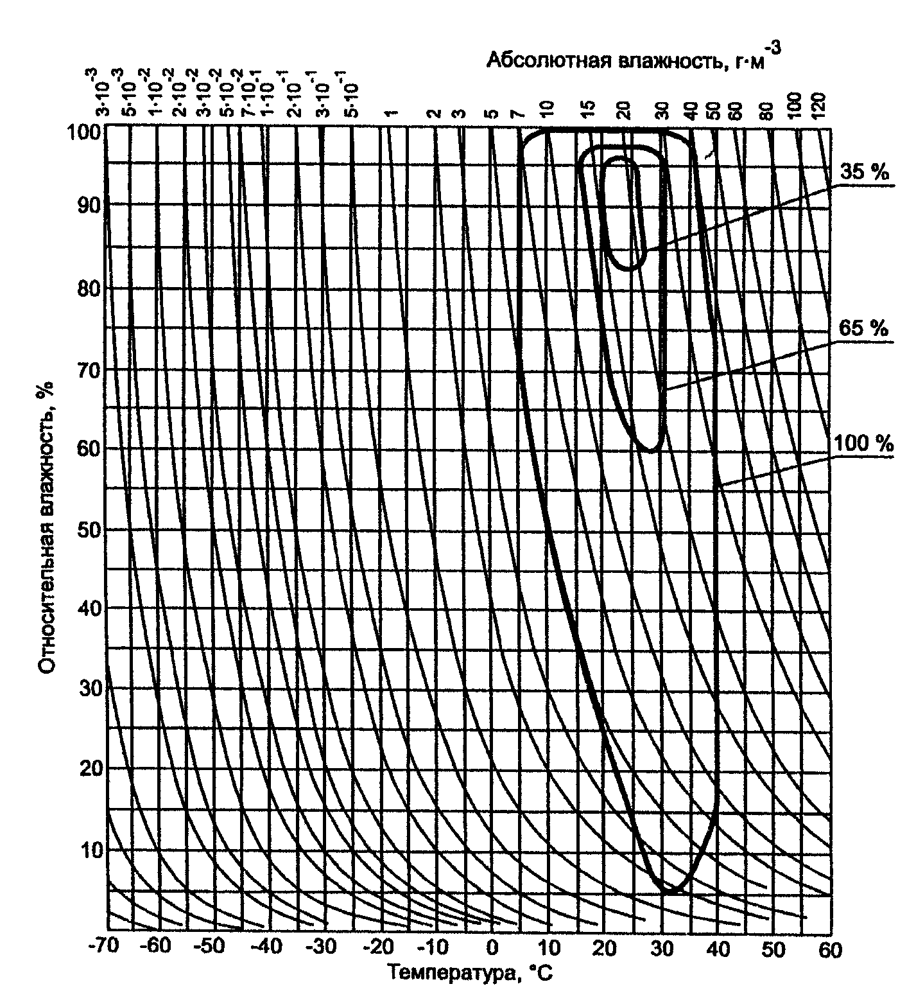 Абсолютная влажность, г·м⁻³
3·10⁻³ 5·10⁻³ 1·10⁻² 2·10⁻² 3·10⁻² 5·10⁻² 7·10⁻² 1·10⁻¹ 2·10⁻¹ 3·10⁻¹ 5·10⁻¹ 1 2 3 5 7 10 15 20 30 40 50 60 80 100 120
Относительная влажность, %
100
90
80
70
60
50
40
30
20
10
35 %
65 %
100 %
-70 -60 -50 -40 -30 -20 -10 0 10 20 30 40 50 60
Температура, °С